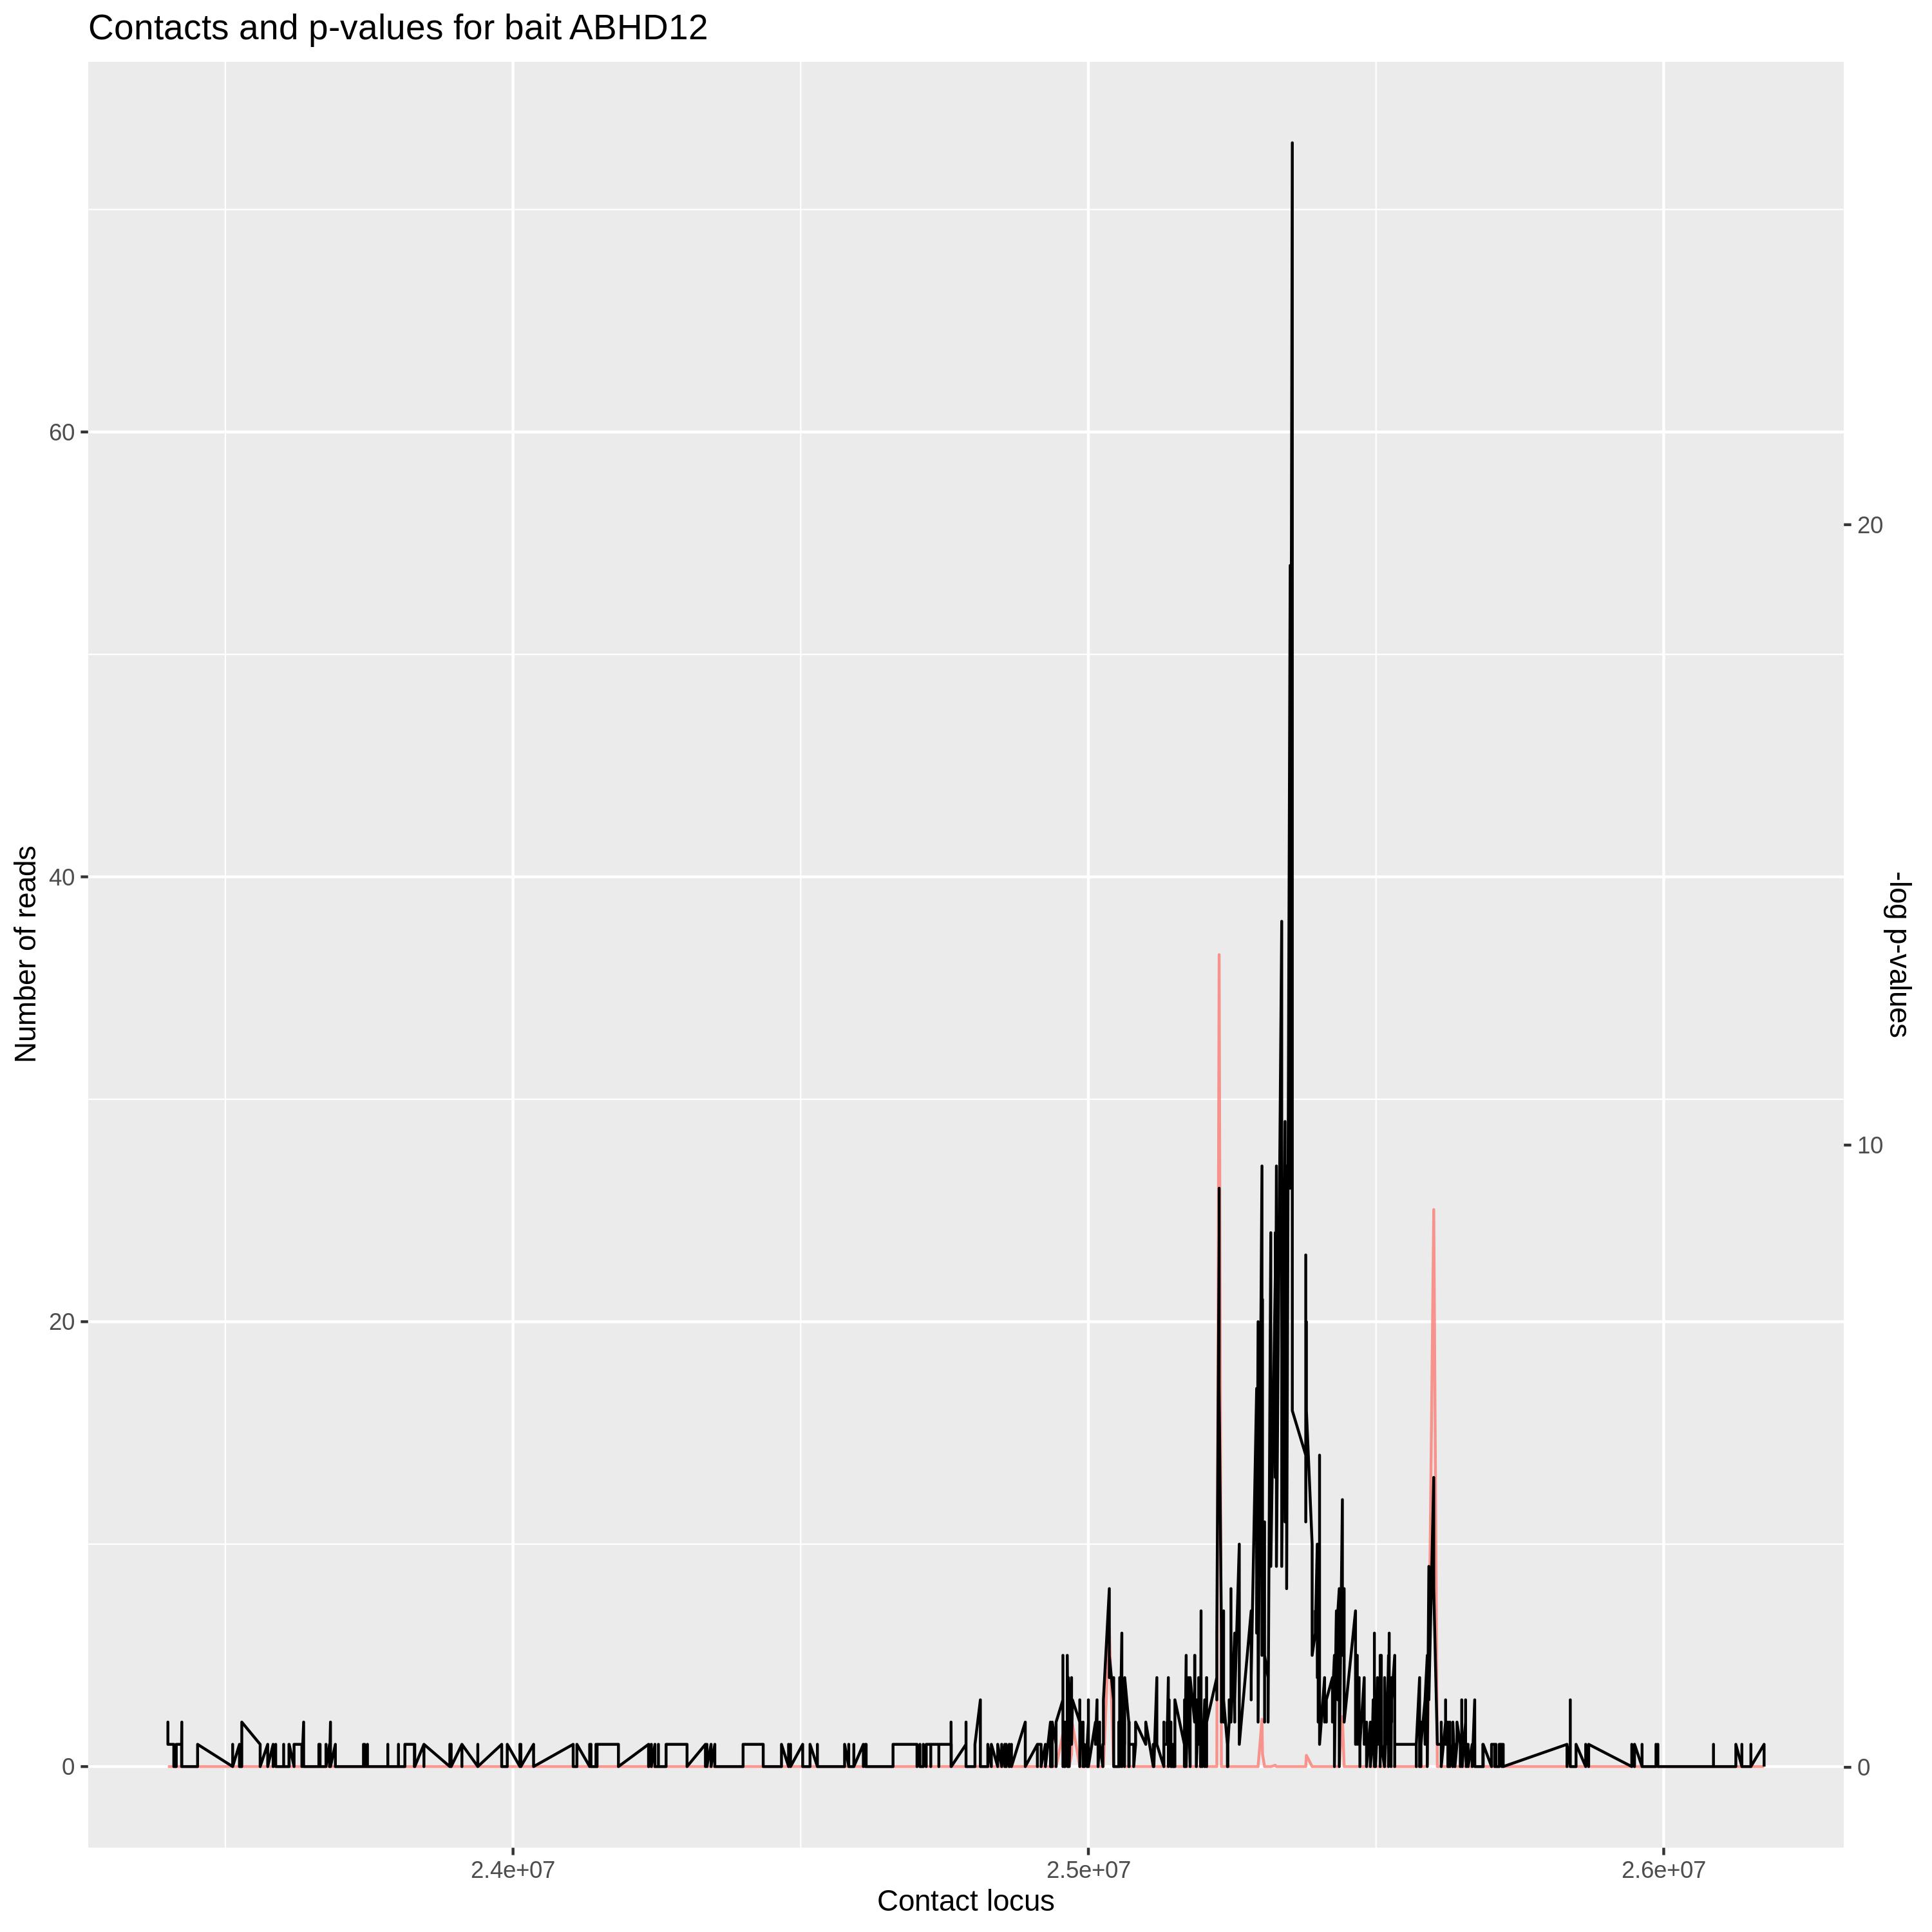 Contacts and p-values for bait ABHD12
Number of reads
60
40
20
0
-log p-values
20
10
0
2.4e+07
2.5e+07
2.6e+07
Contact locus